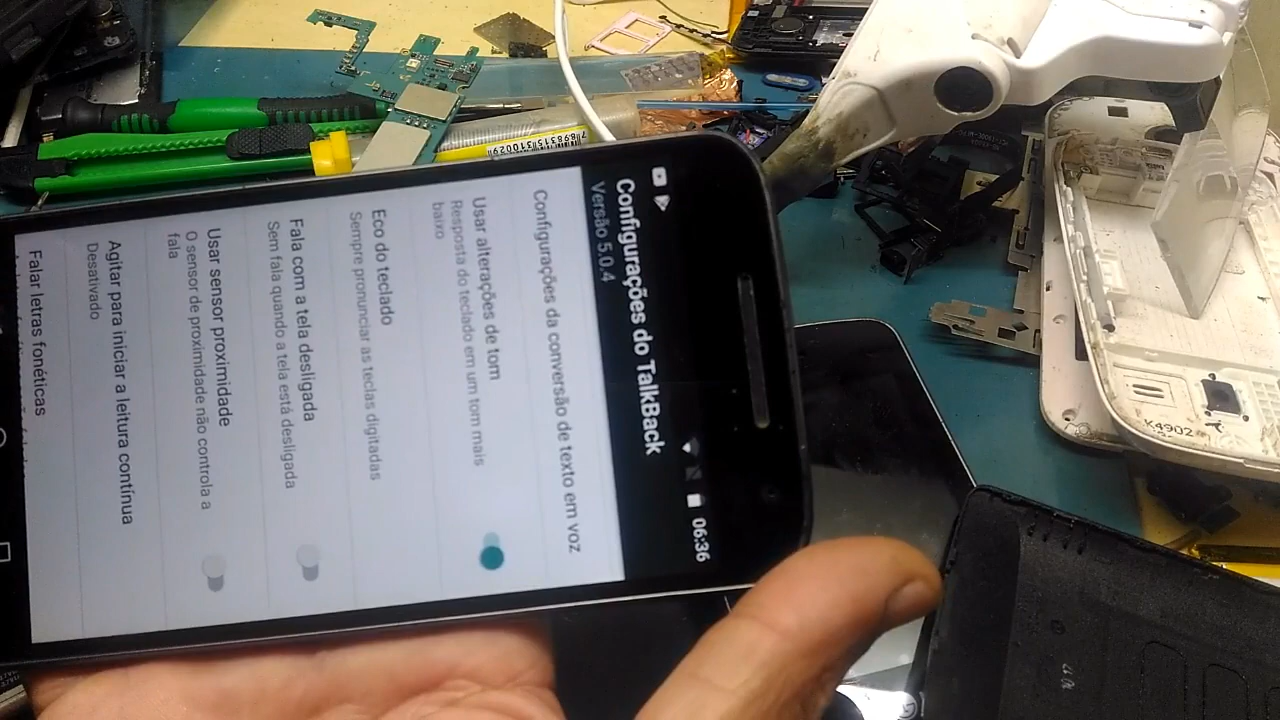 06:36
Configurações do TalkBack
Versão 5.0.4
Configurações da conversão de texto em voz
Usar alterações de tom
Resposta do teclado em um tom mais
baixo
Eco do teclado
Sempre pronunciar as teclas digitadas
Fala com a tela desligada
Sem fala quando a tela está desligada
Usar sensor proximidade
O sensor de proximidade não controla a
fala
Agitar para iniciar a leitura contínua
Desativado
Falar letras fonéticas
7898315310029
K4902